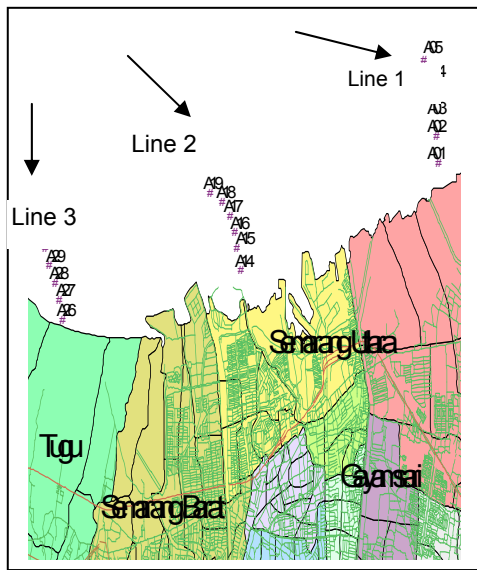 A05
Line 1
4
A03
A02
A01
Line 2
A19
A18
A17
A16
A15
A14
Line 3
A29
A28
A27
A26
Semarang Utara
Tugu
Gayamsari
Semarang Barat